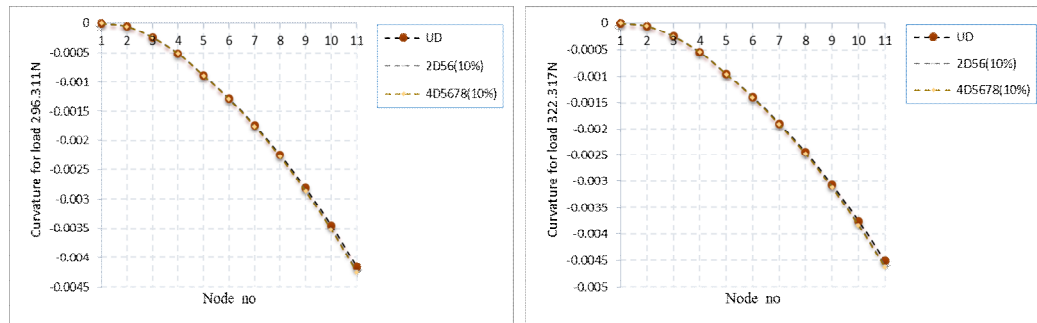 Curvature for load 296.311N
0
-0.0005
-0.001
-0.0015
-0.002
-0.0025
-0.003
-0.0035
-0.004
-0.0045
1 2 3 4 5 6 7 8 9 10 11
Node no
UD
2D56(10%)
4D5678(10%)
Curvature for load 322.317N
0
-0.0005
-0.001
-0.0015
-0.002
-0.0025
-0.003
-0.0035
-0.004
-0.0045
-0.005
1 2 3 4 5 6 7 8 9 10 11
Node no
UD
2D56(10%)
4D5678(10%)